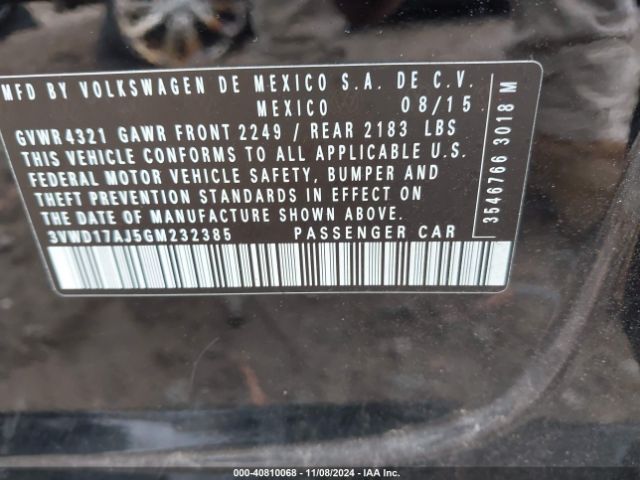 MFD BY VOLKSWAGEN DE MEXICO S.A. DE C.V.
MEXICO 08/15
GVWR 4321 GAWR FRONT 2249 / REAR 2183 LBS
THIS VEHICLE CONFORMS TO ALL APPLICABLE U.S.
FEDERAL MOTOR VEHICLE SAFETY, BUMPER AND
THEFT PREVENTION STANDARDS IN EFFECT ON
THE DATE OF MANUFACTURE SHOWN ABOVE.
3VWD17AJ5GM232385 PASSENGER CAR
3546766 3018 M
000-40810068 - 11/08/2024 - IAA Inc.